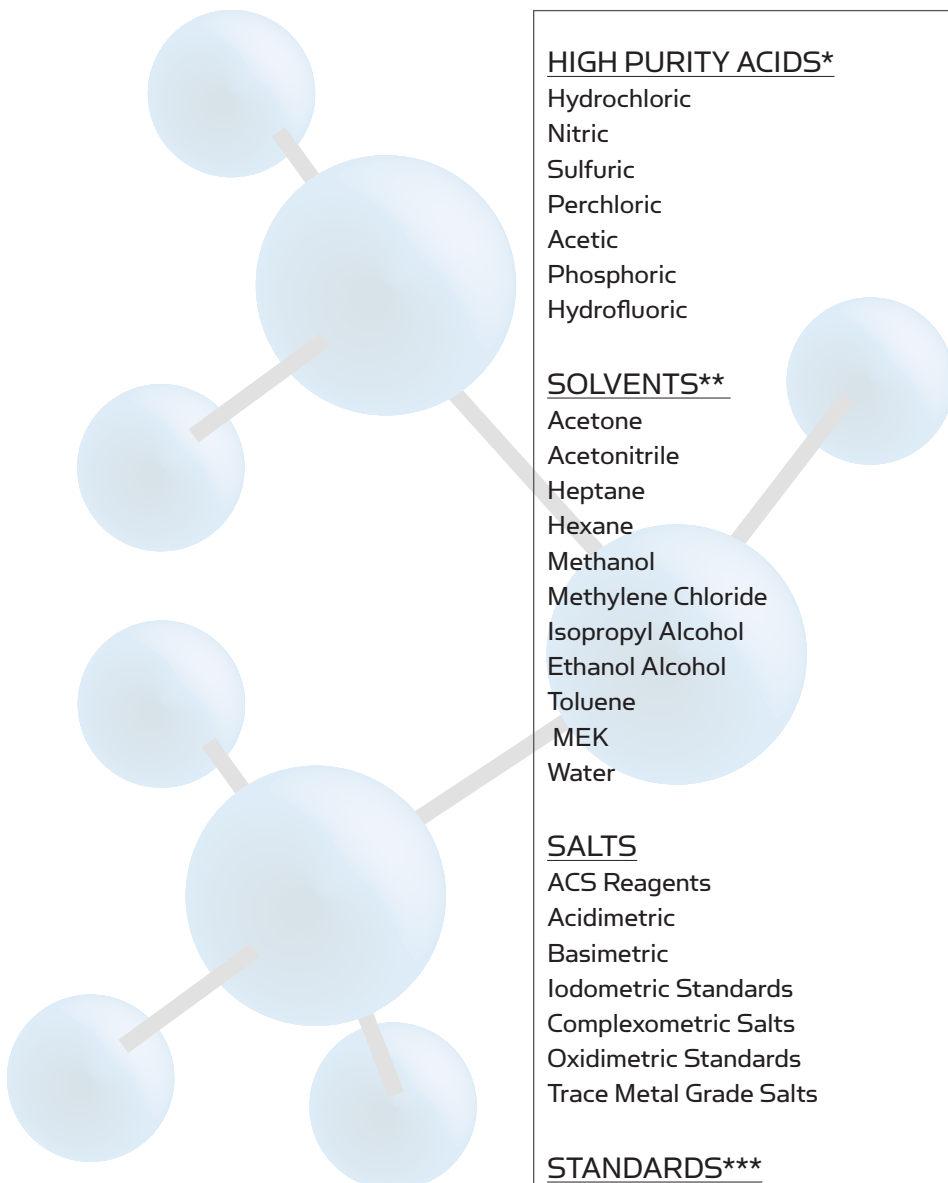 HIGH PURITY ACIDS*
Hydrochloric
Nitric
Sulfuric
Perchloric
Acetic
Phosphoric
Hydrofluoric
SOLVENTS**
Acetone
Acetonitrile
Heptane
Hexane
Methanol
Methylene Chloride
Isopropyl Alcohol
Ethanol Alcohol
Toluene
MEK
Water
SALTS
ACS Reagents
Acidimetric
Basimetric
Iodometric Standards
Complexometric Salts
Oxidimetric Standards
Trace Metal Grade Salts
STANDARDS***